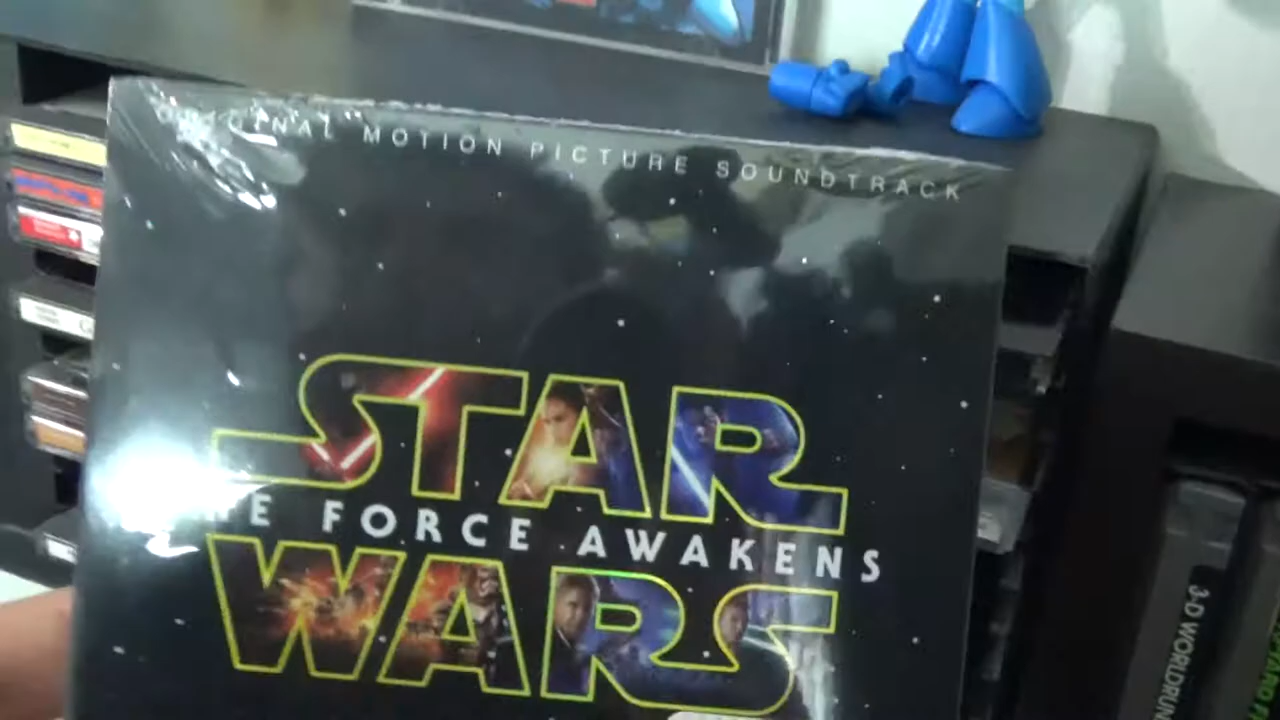 ORIGINAL MOTION PICTURE SOUNDTRACK
STAR
THE FORCE AWAKENS
WARS
3-D WORLDRUN